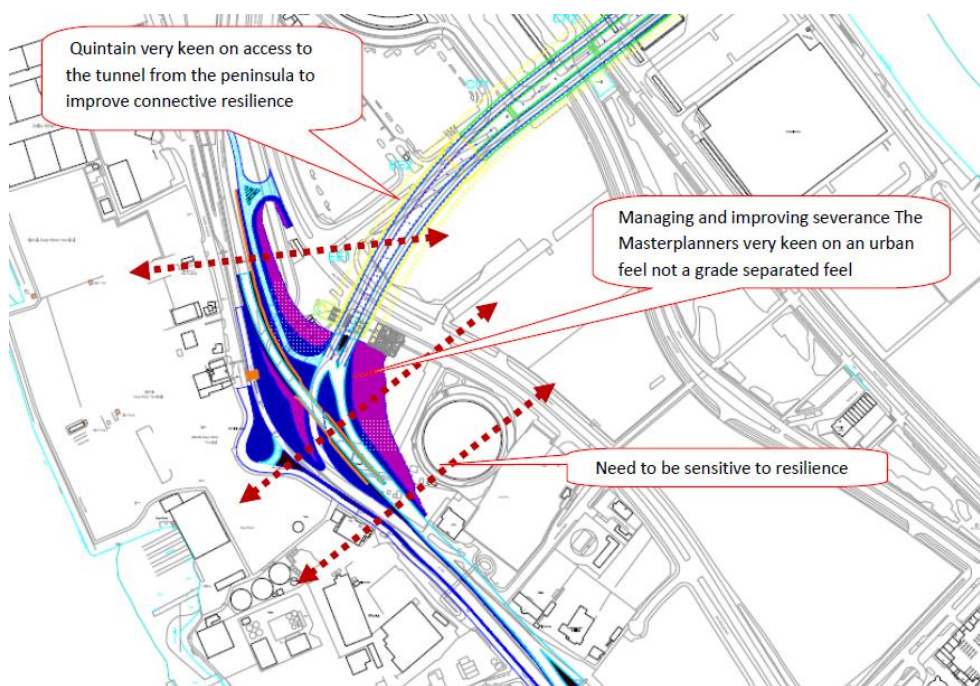 Quintain very keen on access to
the tunnel from the peninsula to
improve connective resilience
Managing and improving severance The
Masterplanners very keen on an urban
feel not a grade separated feel
Need to be sensitive to resilience